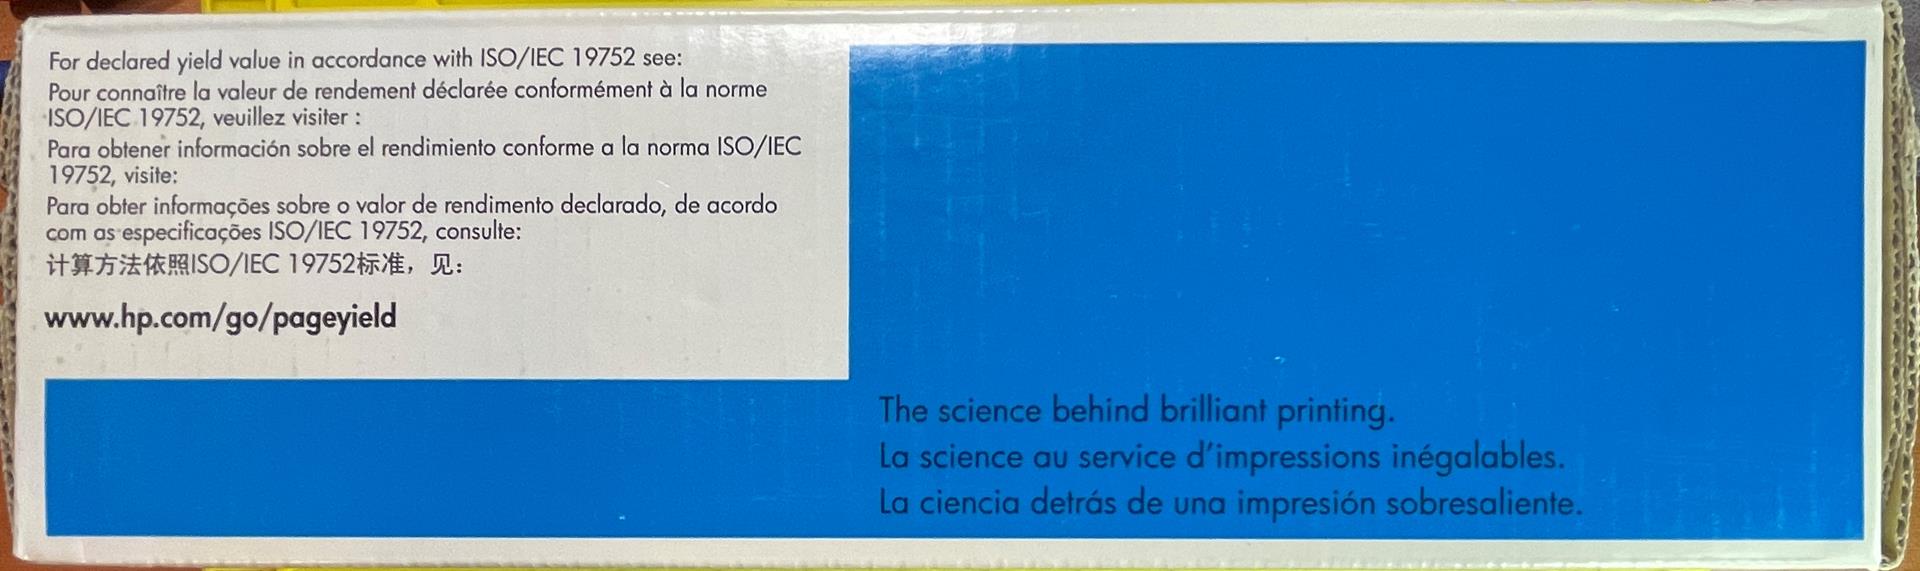 For declared yield value in accordance with ISO/IEC 19752 see:
Pour connaître la valeur de rendement déclarée conformément à la norme
ISO/IEC 19752, veuillez visiter :
Para obtener información sobre el rendimiento conforme a la norma ISO/IEC
19752, visite:
Para obter informações sobre o valor de rendimento declarado, de acordo
com as especificações ISO/IEC 19752, consulte:
计算方法依照ISO/IEC 19752标准，见：
www.hp.com/go/pageyield
The science behind brilliant printing.
La science au service d’impressions inégalables.
La ciencia detrás de una impresión sobresaliente.